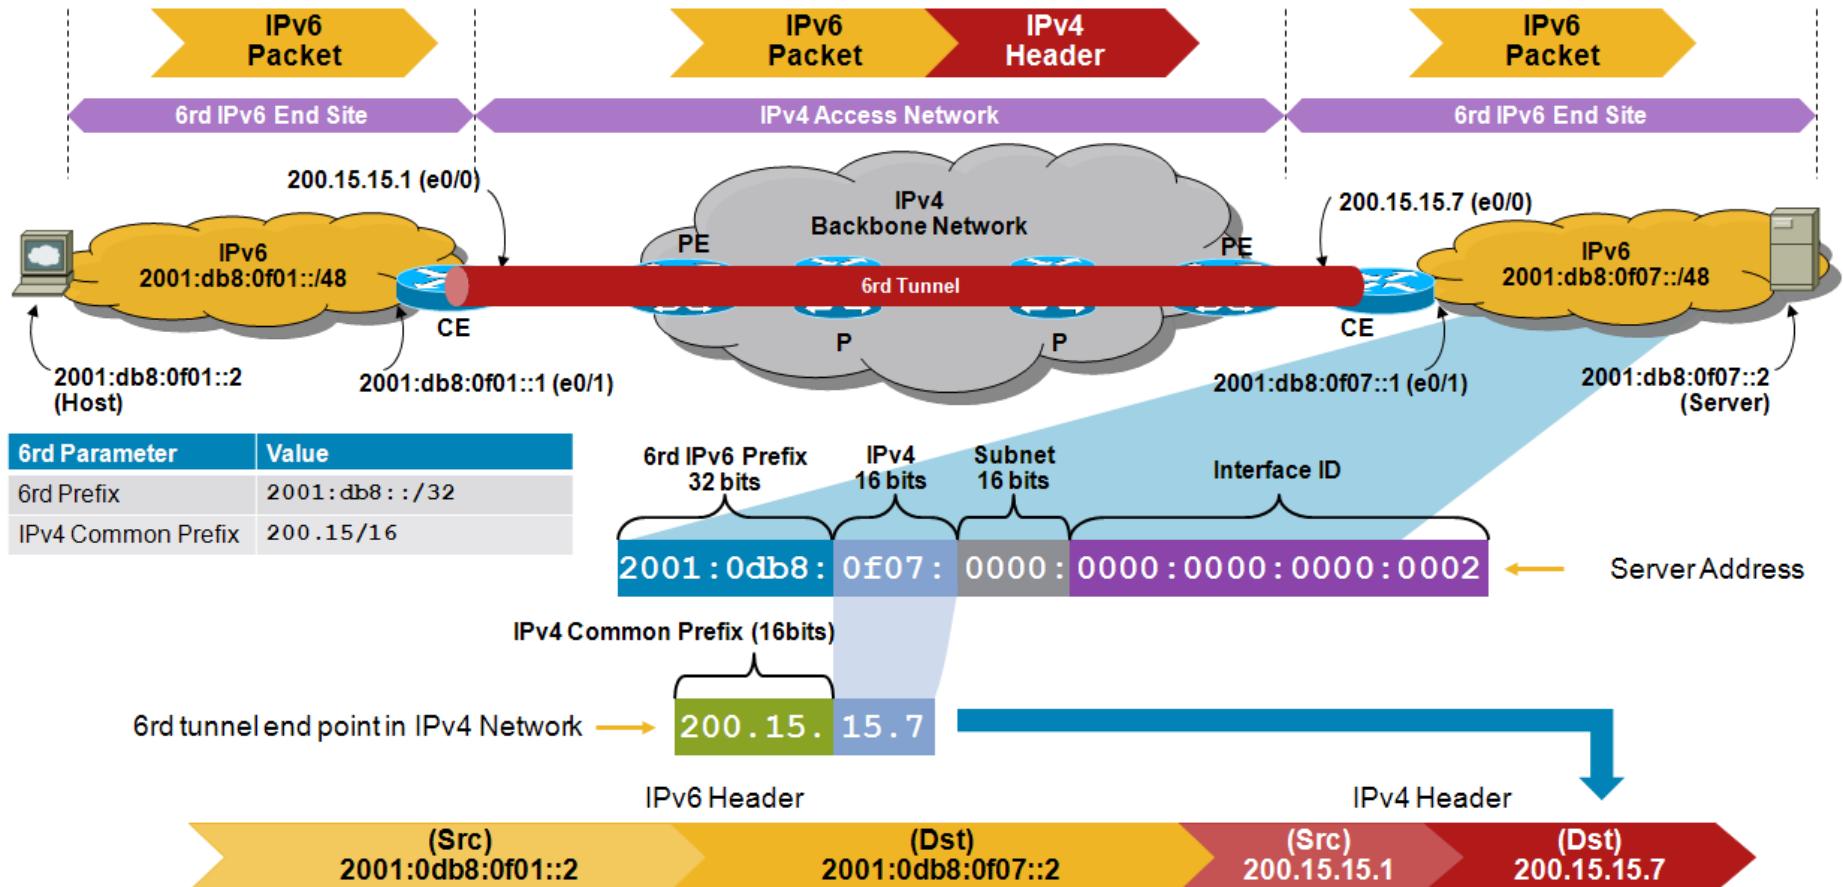 IPv6
Packet
IPv6
Packet
IPv4
Header
IPv6
Packet
6rd IPv6 End Site
IPv4 Access Network
6rd IPv6 End Site
200.15.15.1 (e0/0)
200.15.15.7 (e0/0)
IPv4
Backbone Network
PE
PE
IPv6
2001:db8:0f01::/48
IPv6
2001:db8:0f07::/48
6rd Tunnel
CE
P
P
CE
2001:db8:0f01::2
(Host)
2001:db8:0f01::1 (e0/1)
2001:db8:0f07::1 (e0/1)
2001:db8:0f07::2
(Server)
6rd Parameter Value
6rd Prefix 2001:db8::/32
IPv4 Common Prefix 200.15/16
6rd IPv6 Prefix
32 bits
IPv4
16 bits
Subnet
16 bits
Interface ID
2001:0db8: 0f07: 0000: 0000:0000:0000:0002
Server Address
IPv4 Common Prefix (16bits)
6rd tunnel end point in IPv4 Network
200.15. 15.7
IPv6 Header
IPv4 Header
(Src)
2001:0db8:0f01::2
(Dst)
2001:0db8:0f07::2
(Src)
200.15.15.1
(Dst)
200.15.15.7